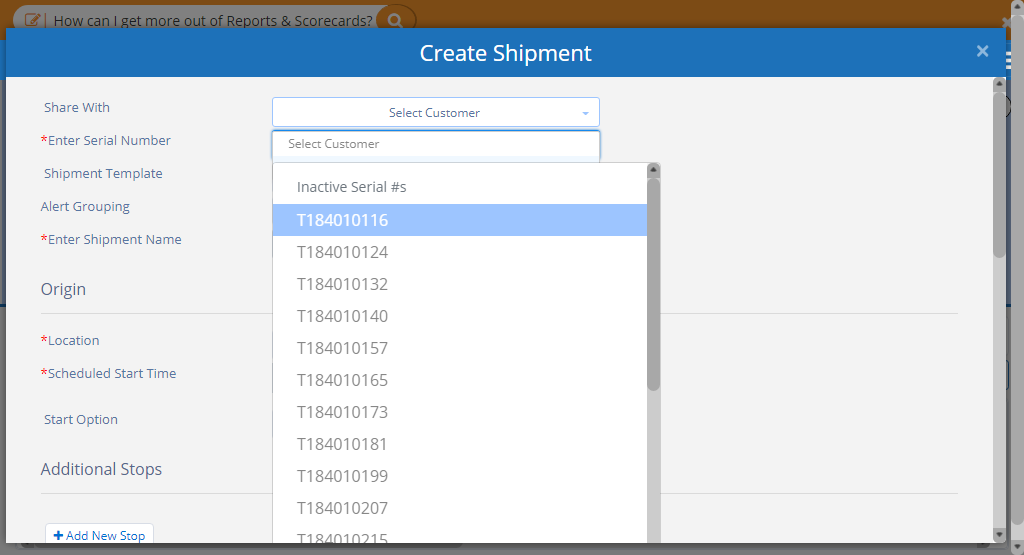 How can I get more out of Reports & Scorecards?
Create Shipment
×
Share With
Select Customer
*Enter Serial Number
Select Customer
Shipment Template
Inactive Serial #s
Alert Grouping
T184010116
*Enter Shipment Name
T184010124
T184010132
Origin
T184010140
*Location
T184010157
*Scheduled Start Time
T184010165
T184010173
Start Option
T184010181
Additional Stops
T184010199
T184010207
Add New Stop
T184010215